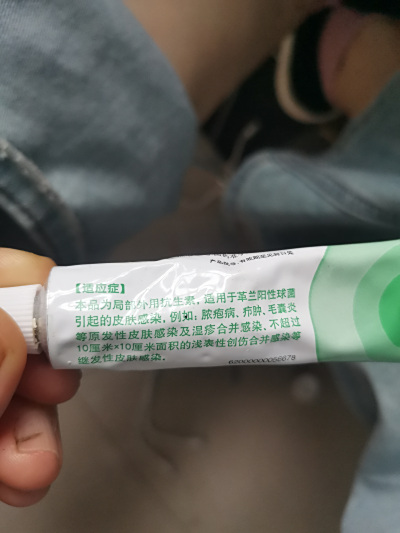 【适应症】
本品为局部外用抗生素，适用于革兰阳性球菌
引起的皮肤感染，例如：脓疱病、疖肿、毛囊炎
等原发性皮肤感染及湿疹合并感染、不超过
10厘米×10厘米面积的浅表性创伤合并感染等
继发性皮肤感染。